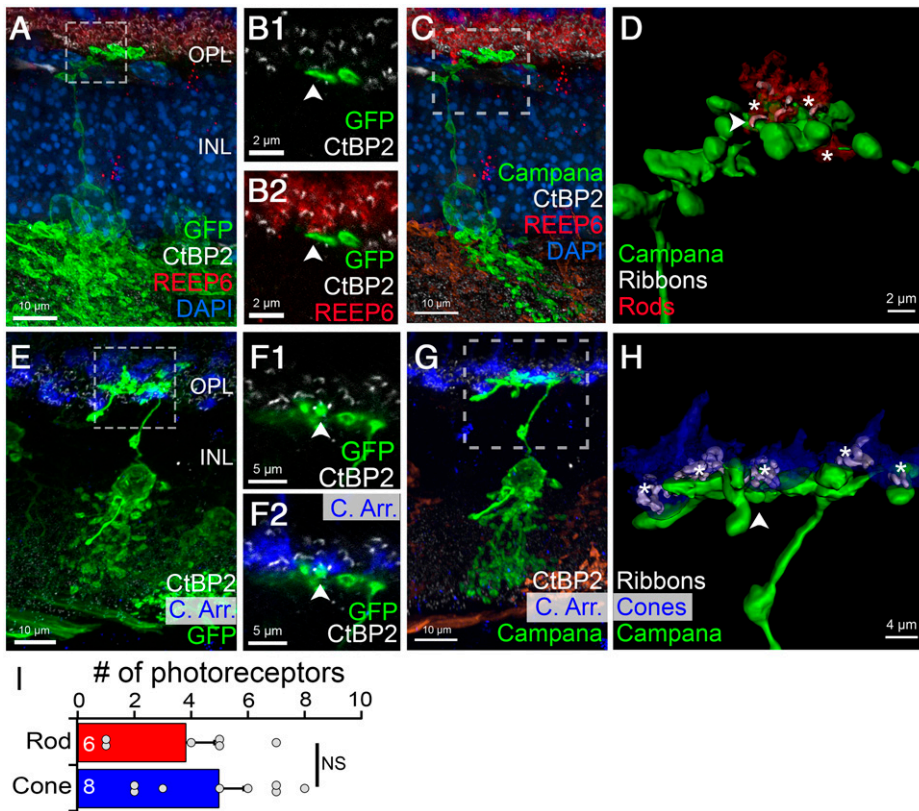 A
OPL
INL
GFP
CtBP2
REEP6
DAPI
10 µm
B1
GFP
CtBP2
2 µm
B2
GFP
CtBP2
REEP6
2 µm
C
Campana
CtBP2
REEP6
DAPI
10 µm
D
*
*
*
Campana
Ribbons
Rods
2 µm
E
OPL
INL
CtBP2
C. Arr.
GFP
10 µm
F1
GFP
CtBP2
5 µm
F2
C. Arr.
GFP
CtBP2
5 µm
G
CtBP2
C. Arr.
Campana
10 µm
H
* * * * *
Ribbons
Cones
Campana
4 µm
I
# of photoreceptors
0 2 4 6 8 10
Rod 6
NS
Cone 8